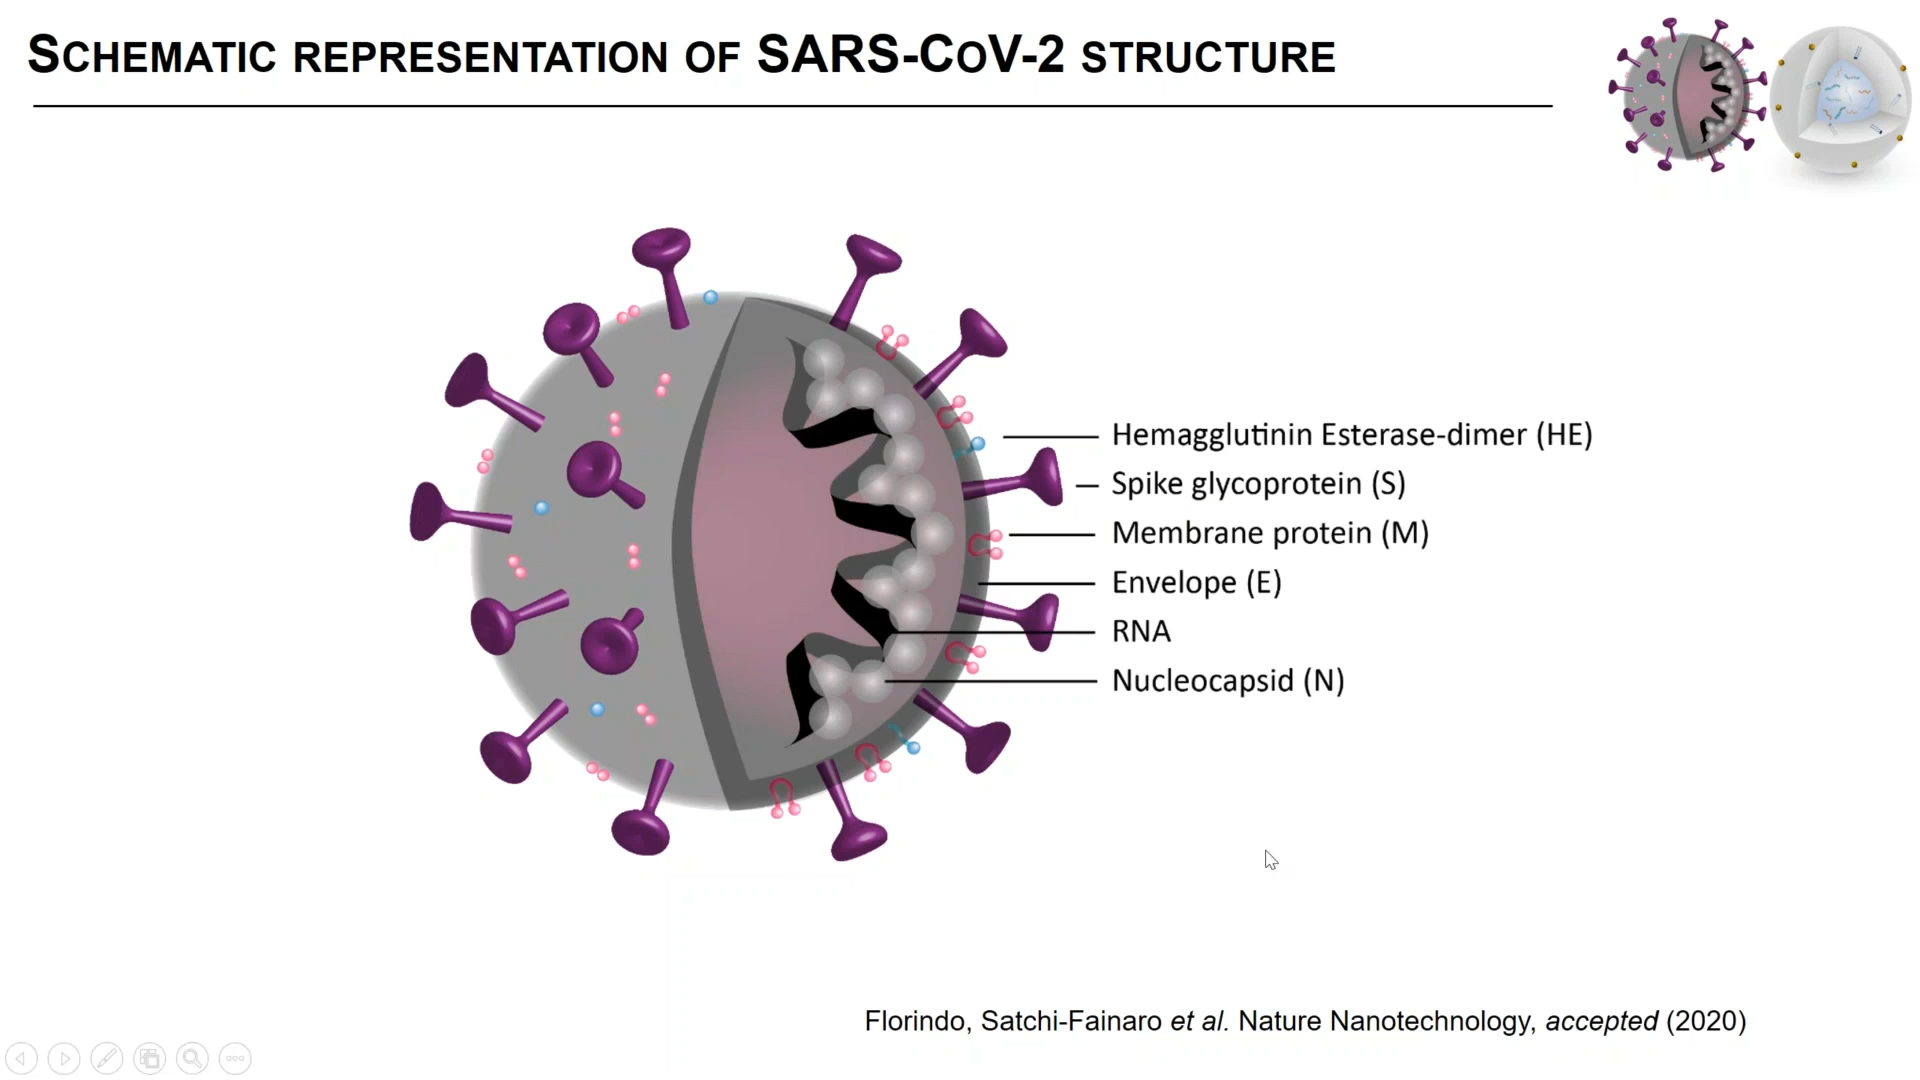 SCHEMATIC REPRESENTATION OF SARS-COV-2 STRUCTURE
Hemagglutinin Esterase-dimer (HE)
Spike glycoprotein (S)
Membrane protein (M)
Envelope (E)
RNA
Nucleocapsid (N)
Florindo, Satchi-Fainaro et al. Nature Nanotechnology, accepted (2020)